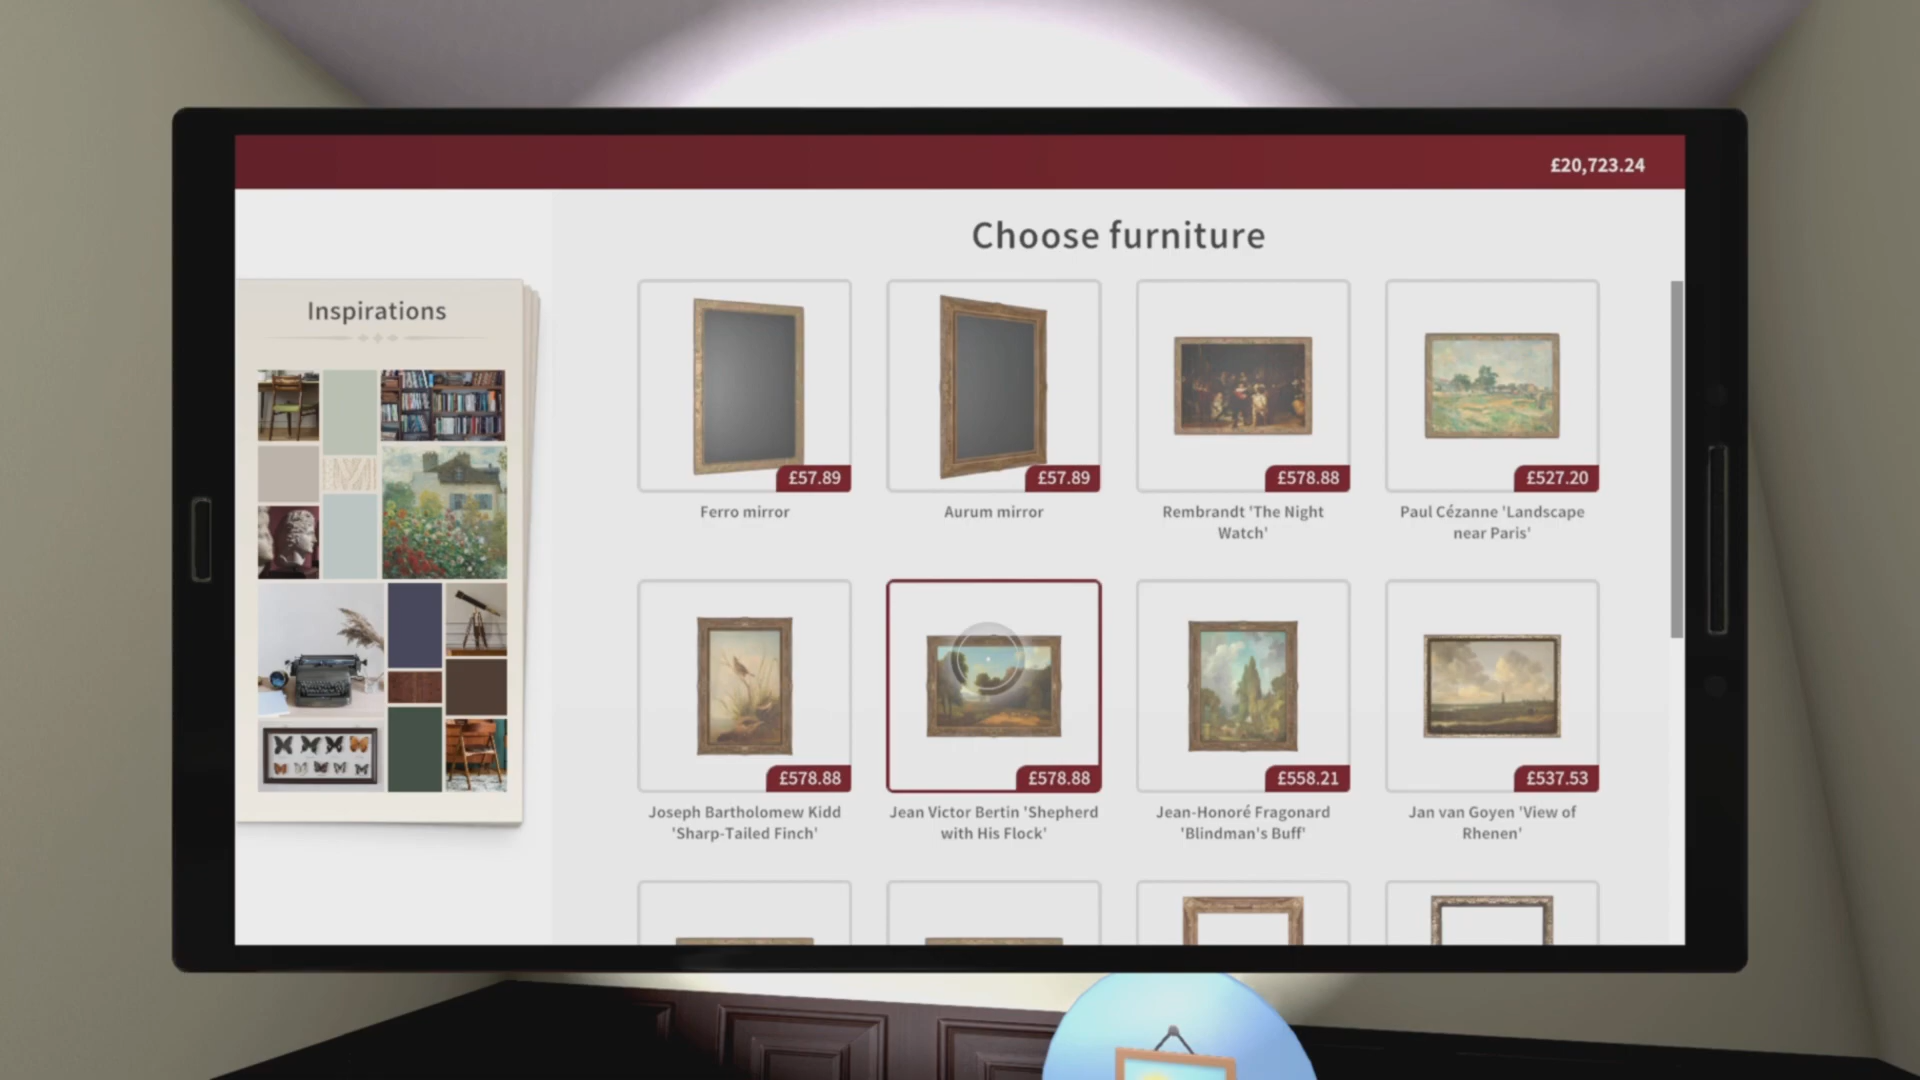 £20,723.24
Choose furniture
Inspirations
£57.89
£57.89
£578.88
£527.20
Ferro mirror
Aurum mirror
Rembrandt 'The Night
Watch'
Paul Cézanne 'Landscape
near Paris'
£578.88
£578.88
£558.21
£537.53
Joseph Bartholomew Kidd
'Sharp-Tailed Finch'
Jean Victor Bertin 'Shepherd
with His Flock'
Jean-Honoré Fragonard
'Blindman's Buff'
Jan van Goyen 'View of
Rhenen'